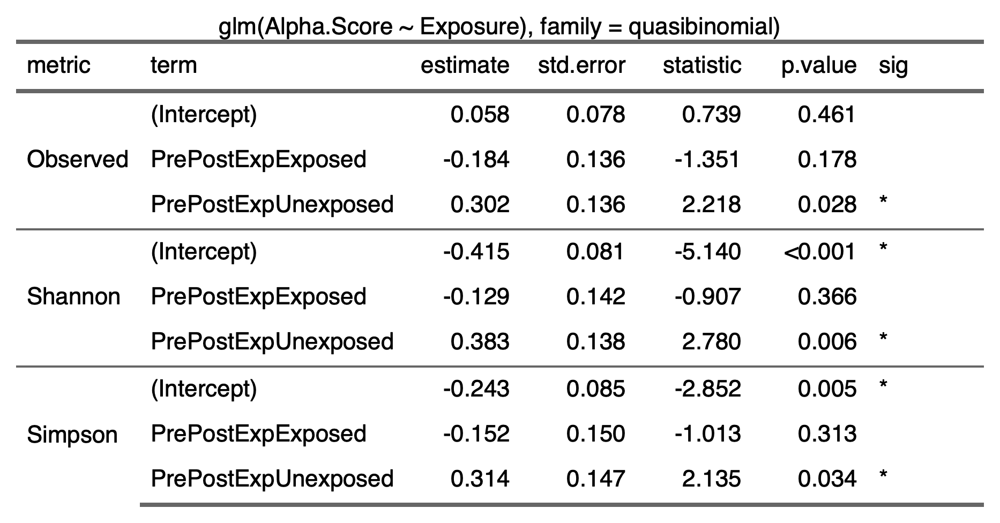 glm(Alpha.Score ~ Exposure), family = quasibinomial)
metric term estimate std.error statistic p.value sig
(Intercept) 0.058 0.078 0.739 0.461
Observed PrePostExpExposed -0.184 0.136 -1.351 0.178
PrePostExpUnexposed 0.302 0.136 2.218 0.028 *
(Intercept) -0.415 0.081 -5.140 <0.001 *
Shannon PrePostExpExposed -0.129 0.142 -0.907 0.366
PrePostExpUnexposed 0.383 0.138 2.780 0.006 *
(Intercept) -0.243 0.085 -2.852 0.005 *
Simpson PrePostExpExposed -0.152 0.150 -1.013 0.313
PrePostExpUnexposed 0.314 0.147 2.135 0.034 *